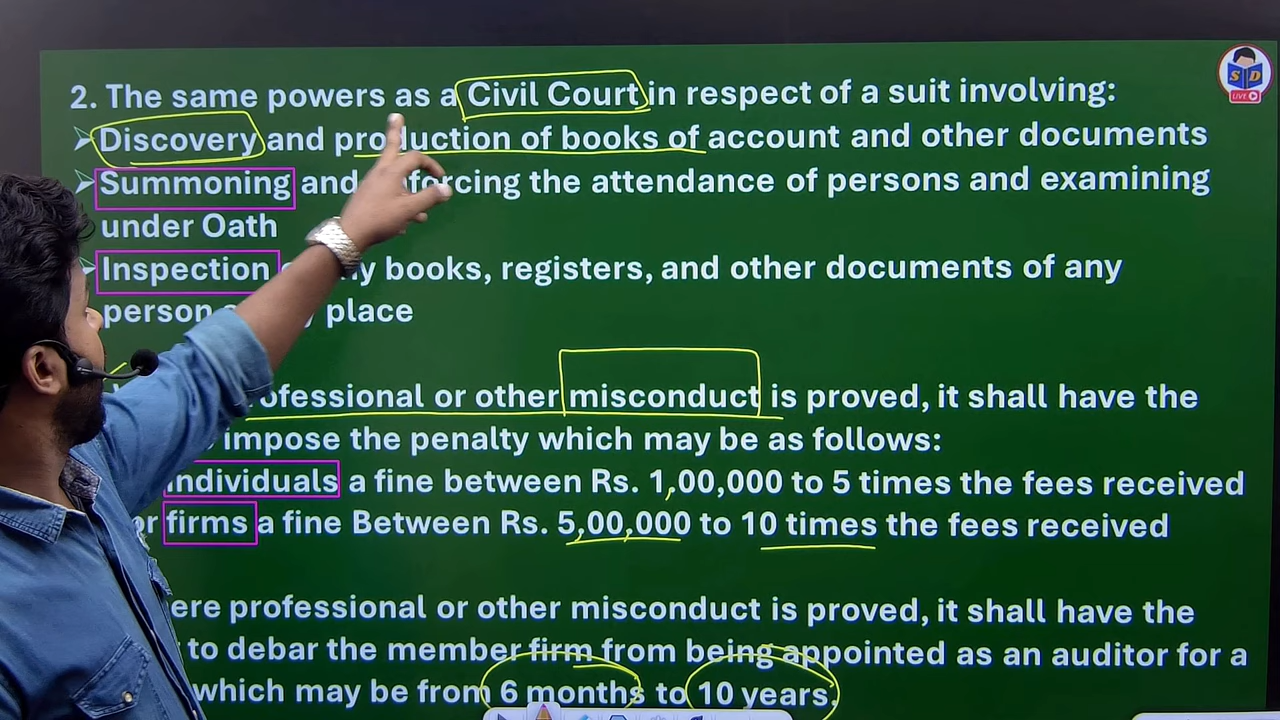 2. The same powers as a Civil Court in respect of a suit involving:
Discovery and production of books of account and other documents
Summoning and the attendance of persons and examining
under Oath
Inspection books, registers, and other documents of any
person place
or other misconduct is proved, it shall have the
impose the penalty which may be as follows:
individuals a fine between Rs. 1,00,000 to 5 times the fees received
firms a fine Between Rs. 5,00,000 to 10 times the fees received
professional or other misconduct is proved, it shall have the
to debar the member firm from being appointed as an auditor for a
which may be from 6 months to 10 years.
S D
LIVE